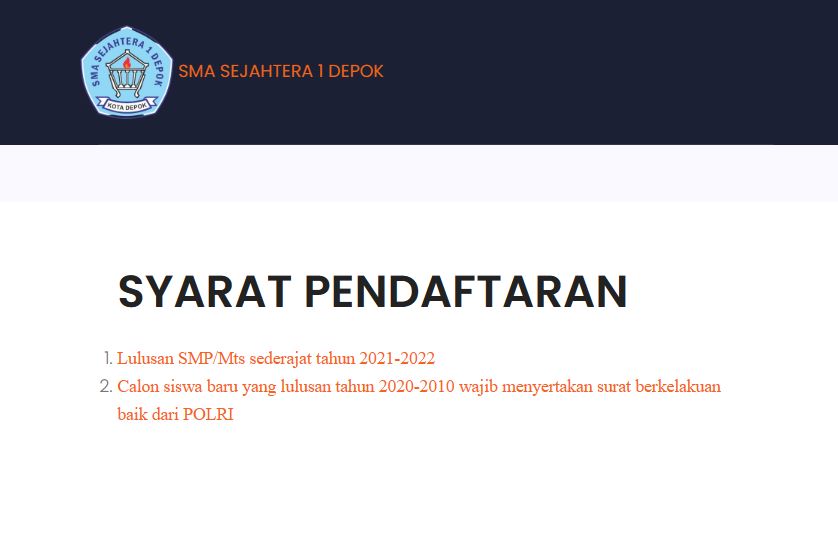 SMA SEJAHTERA 1 DEPOK
KOTA DEPOK
SMA SEJAHTERA 1 DEPOK
SYARAT PENDAFTARAN
1. Lulusan SMP/Mts sederajat tahun 2021-2022
2. Calon siswa baru yang lulusan tahun 2020-2010 wajib menyertakan surat berkelakuan
baik dari POLRI